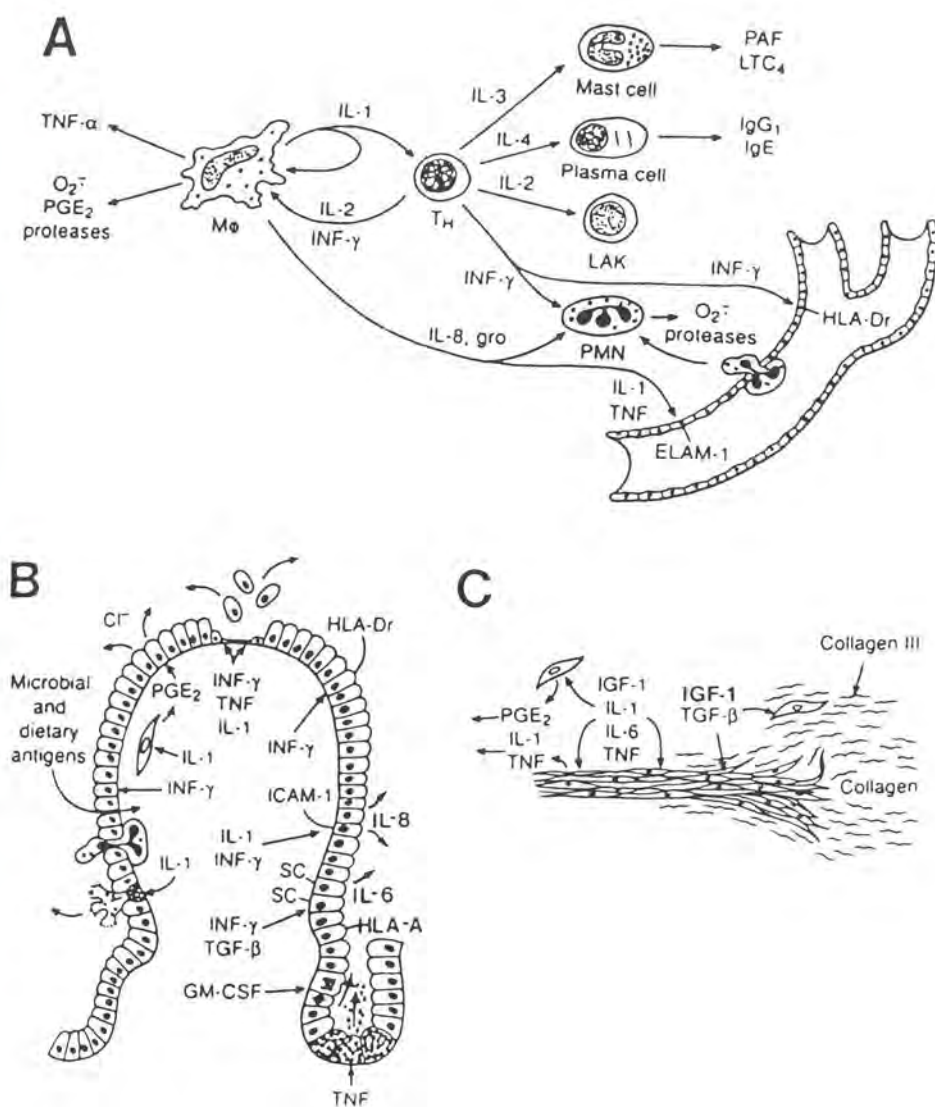 A
TNF-α
O₂⁻
PGE₂
proteases
Mφ
IL-1
IL-2
INF-γ
T_H
IL-3
IL-4
IL-2
Mast cell
PAF
LTC₄
Plasma cell
IgG₁
IgE
LAK
INF-γ
INF-γ
HLA-Dr
IL-8, gro
PMN
O₂⁻
proteases
IL-1
TNF
ELAM-1
B
Cl⁻
Microbial
and
dietary
antigens
PGE₂
IL-1
INF-γ
IL-1
INF-γ
TNF
IL-1
HLA-Dr
INF-γ
ICAM-1
IL-8
IL-1
INF-γ
SC
SC
IL-6
INF-γ
TGF-β
HLA-A
GM-CSF
TNF
C
PGE₂
IL-1
TNF
IGF-1
IL-1
IL-6
TNF
IGF-1
TGF-β
Collagen III
Collagen